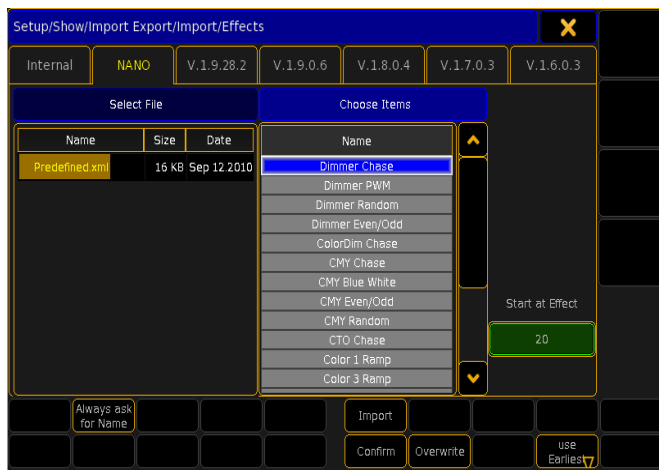 Setup/Show/Import Export/Import/Effects
X
Internal
NANO
V.1.9.28.2
V.1.9.0.6
V.1.8.0.4
V.1.7.0.3
V.1.6.0.3
Select File
Choose Items
Name
Size
Date
Name
Predefined.xml
16 KB
Sep 12.2010
Dimmer Chase
Dimmer PWM
Dimmer Random
Dimmer Even/Odd
ColorDim Chase
CMY Chase
CMY Blue White
CMY Even/Odd
CMY Random
CTO Chase
Color 1 Ramp
Color 3 Ramp
Start at Effect
20
Always ask
for Name
Import
Confirm
Overwrite
use
Earliest